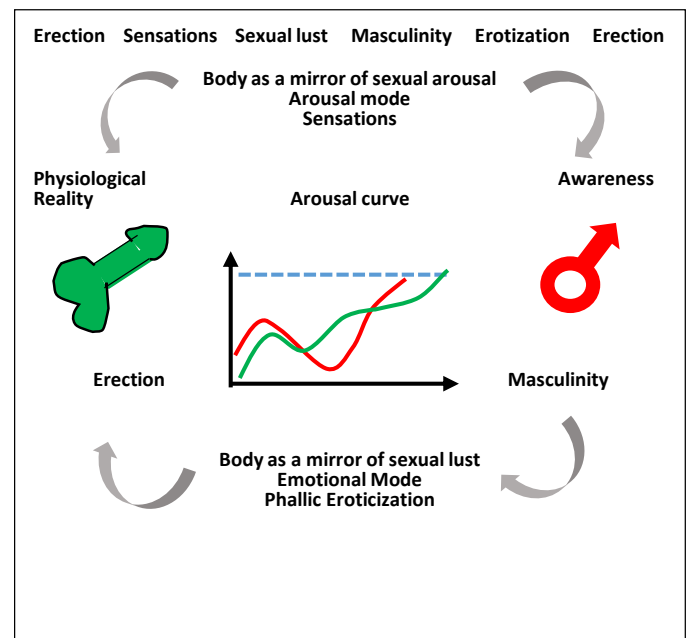 Erection Sensations Sexual lust Masculinity Erotization Erection
Body as a mirror of sexual arousal
Arousal mode
Sensations
Physiological
Reality
Arousal curve
Awareness
Erection
Masculinity
Body as a mirror of sexual lust
Emotional Mode
Phallic Eroticization